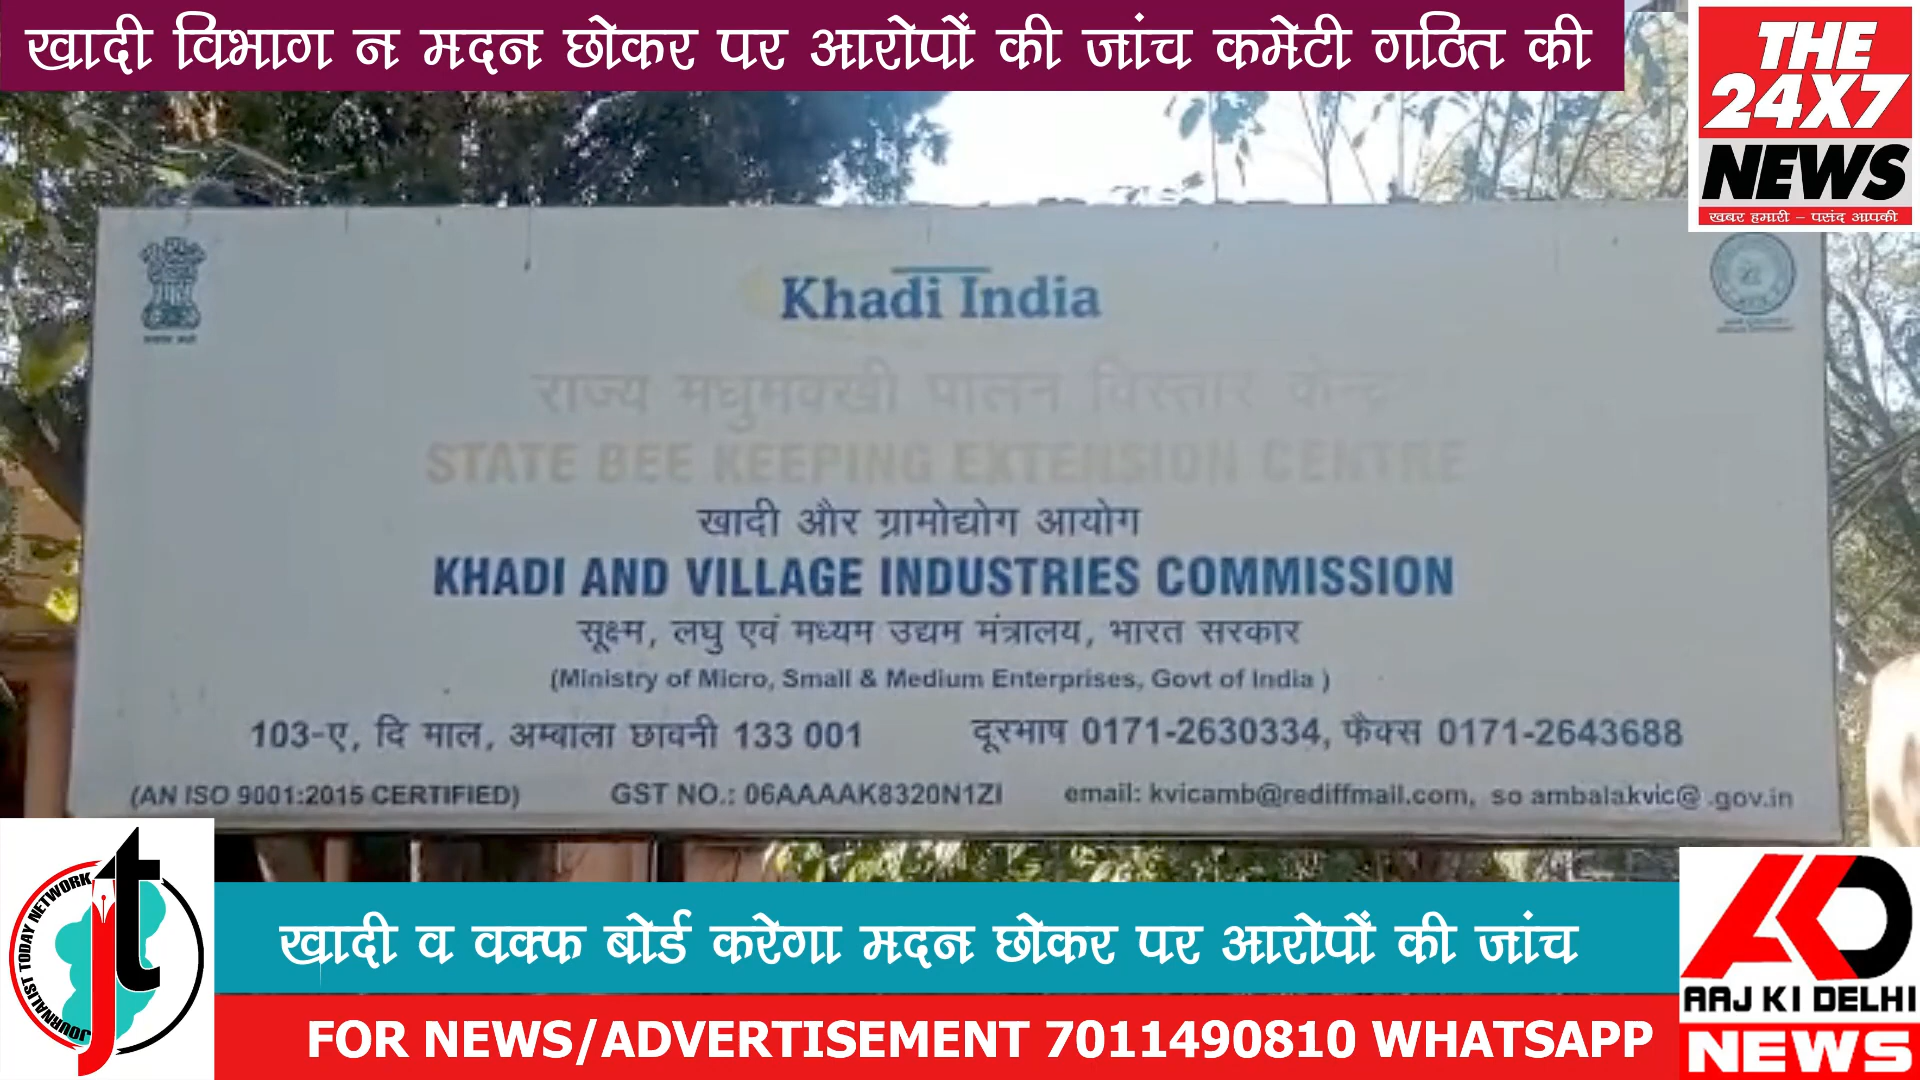 खादी विभाग न मदन छोकर पर आरोपों की जांच कमेटी गठित की
THE
24X7
NEWS
खबर हमारी - पसंद आपकी
Khadi India
राज्य मधुमक्खी पालन विस्तार केन्द्र
STATE BEE KEEPING EXTENSION CENTRE
खादी और ग्रामोद्योग आयोग
KHADI AND VILLAGE INDUSTRIES COMMISSION
सूक्ष्म, लघु एवं मध्यम उद्यम मंत्रालय, भारत सरकार
(Ministry of Micro, Small & Medium Enterprises, Govt of India )
103-ए, दि माल, अम्बाला छावनी 133 001 दूरभाष 0171-2630334, फैक्स 0171-2643688
(AN ISO 9001:2015 CERTIFIED) GST NO.: 06AAAAK8320N1ZI email: kvicamb@rediffmail.com, so ambalakvic@ .gov.in
jt
JOURNALIST TODAY NETWORK
खादी व वक्फ बोर्ड करेगा मदन छोकर पर आरोपों की जांच
FOR NEWS/ADVERTISEMENT 7011490810 WHATSAPP
AKD
AAJ KI DELHI
NEWS